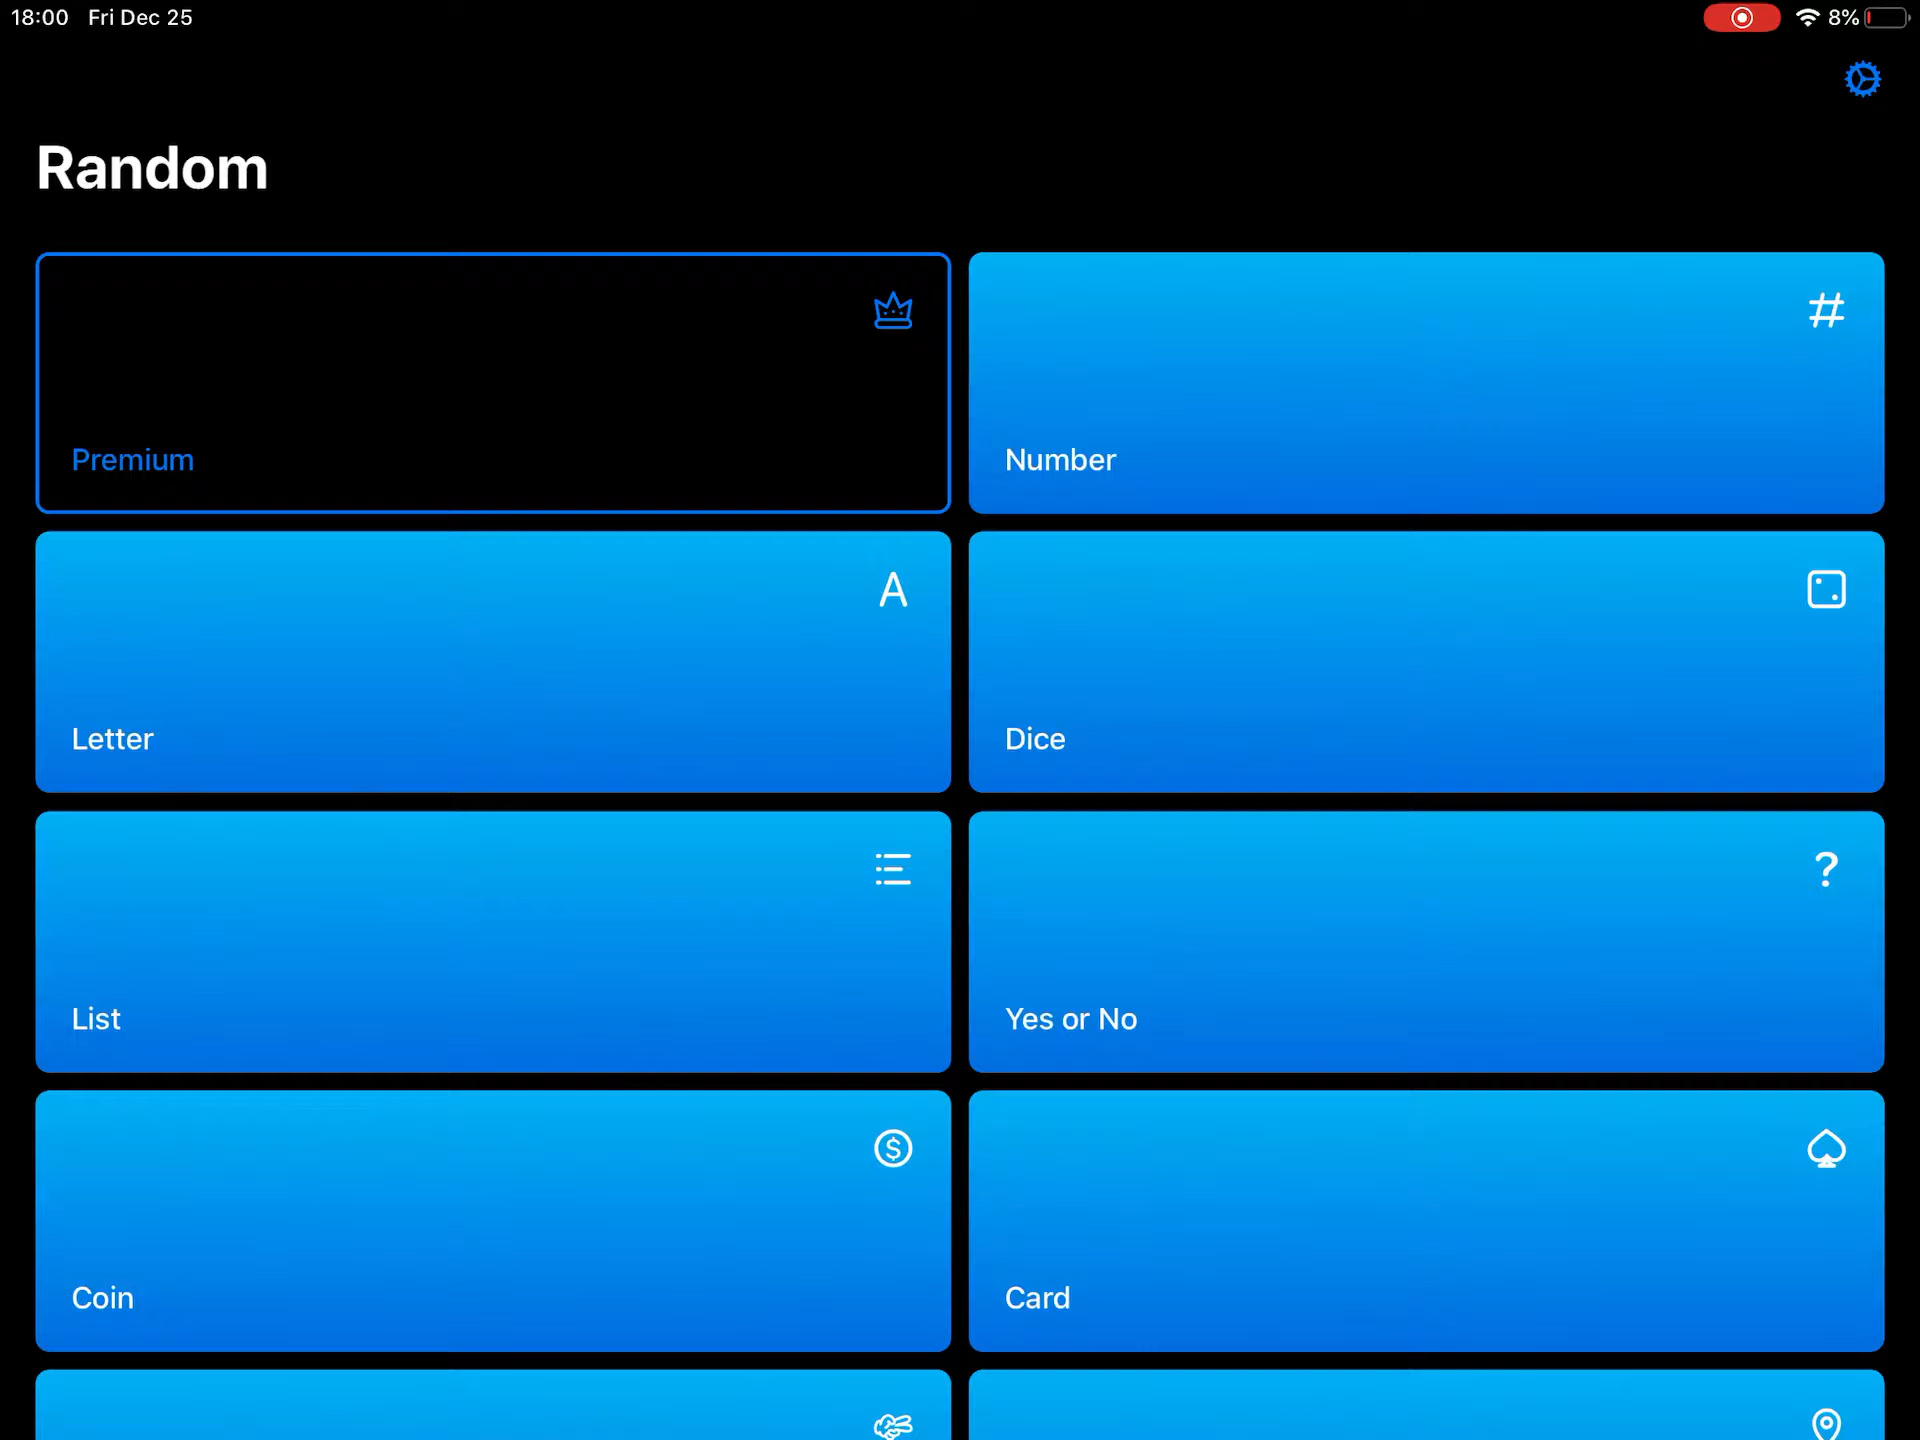 18:00 Fri Dec 25 8%
Random
Premium
#
Number
A
Letter
Dice
List
?
Yes or No
$
Coin
Card